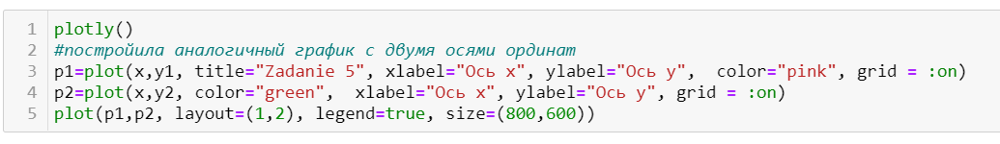 1 plotly()
2 #постройила аналогичный график с двумя осями ординат
3 p1=plot(x,y1, title="Zadanie 5", xlabel="Ось x", ylabel="Ось y",  color="pink", grid = :on)
4 p2=plot(x,y2, color="green",  xlabel="Ось x", ylabel="Ось y", grid = :on)
5 plot(p1,p2, layout=(1,2), legend=true, size=(800,600))